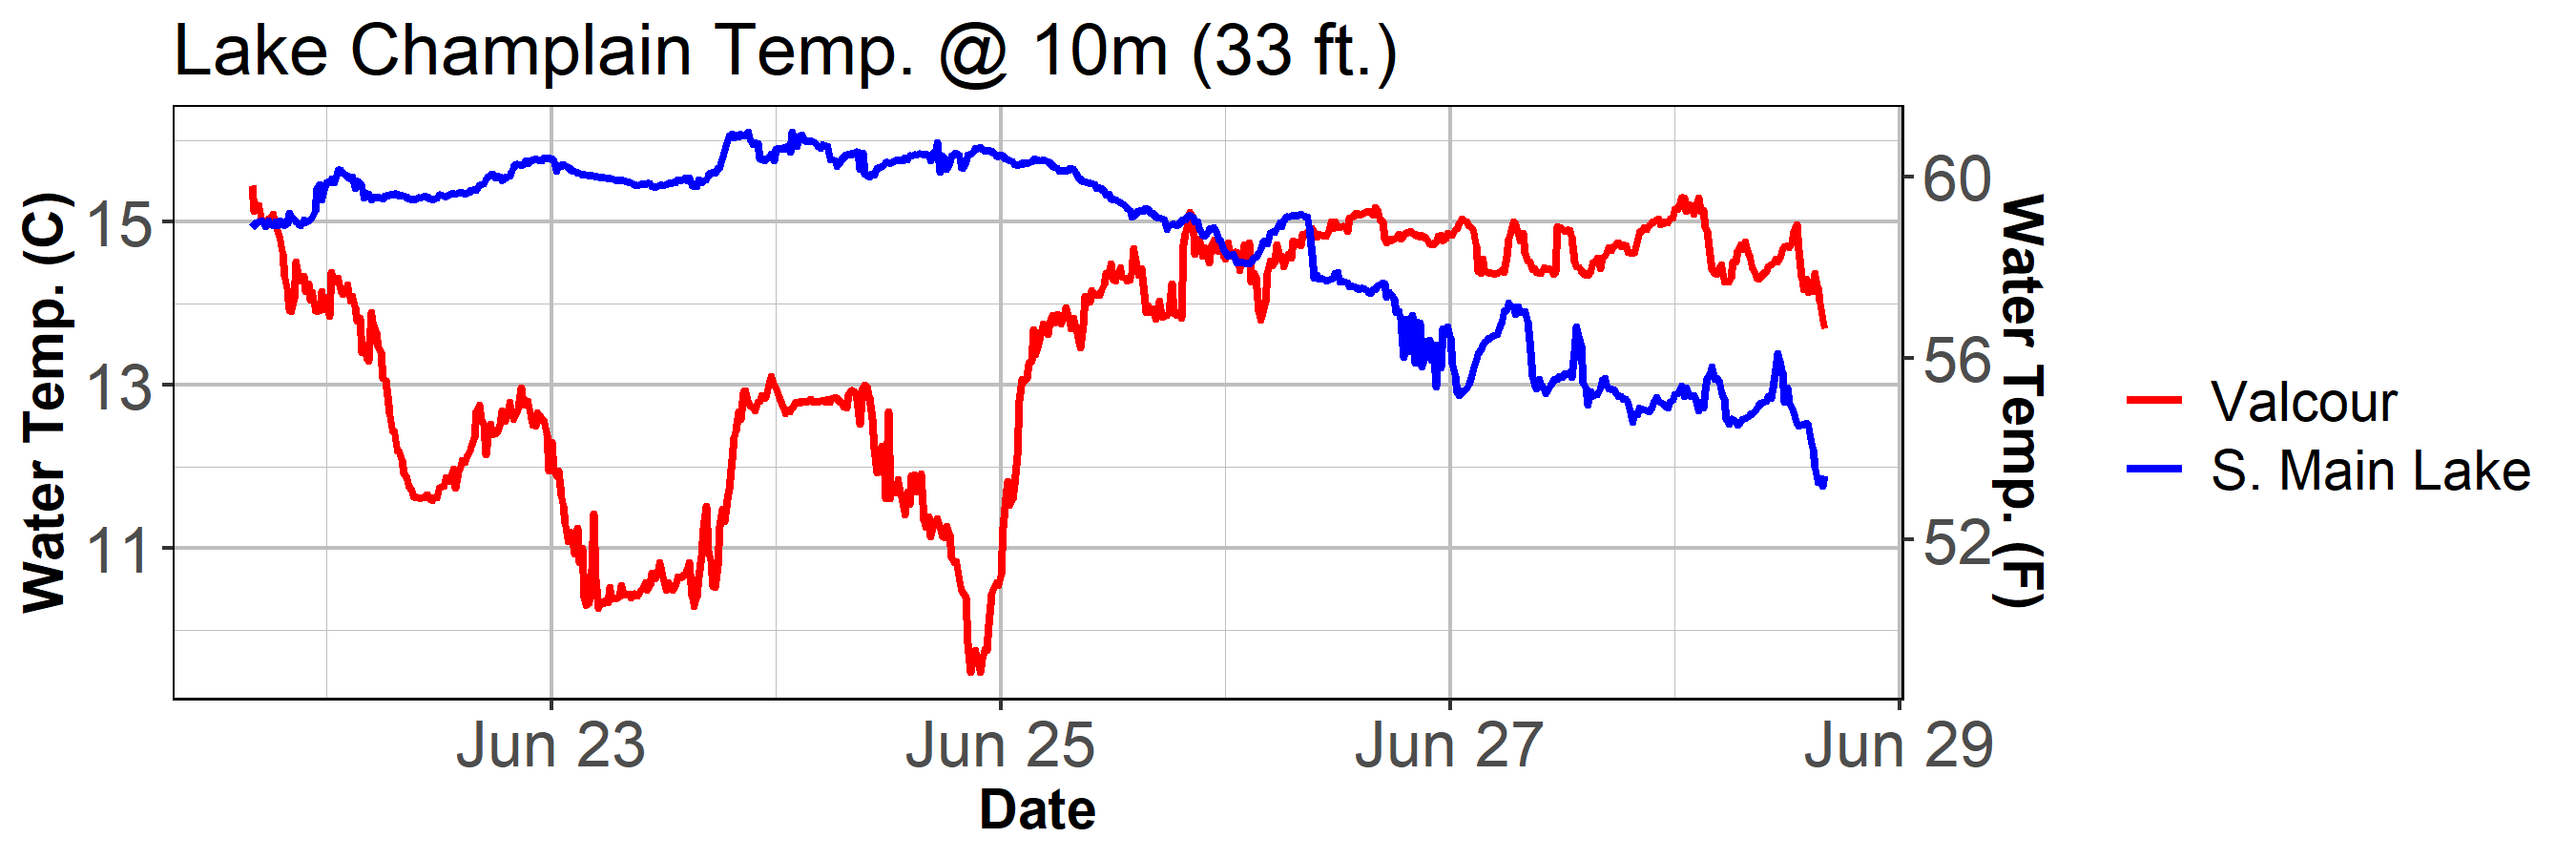 Lake Champlain Temp. @ 10m (33 ft.)
Water Temp. (C)
15
13
11
60
56
52
Water Temp. (F)
Jun 23
Jun 25
Jun 27
Jun 29
Date
Valcour
S. Main Lake